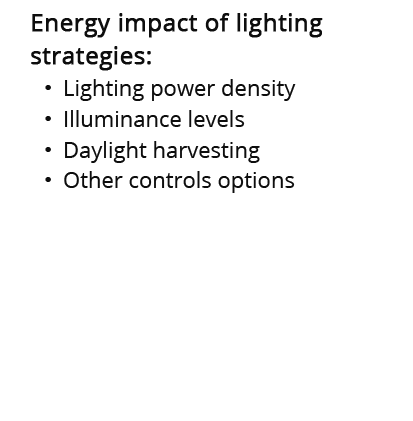 Energy impact of lighting
strategies:
• Lighting power density
• Illuminance levels
• Daylight harvesting
• Other controls options